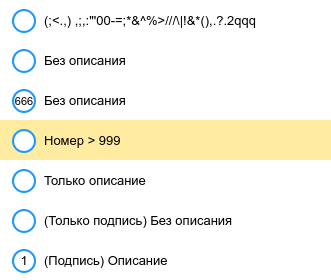 (;<.,) ,;,:'"'00-=;*&^%>///\|!&*(),.?.2qqq
Без описания
666 Без описания
Номер > 999
Только описание
(Только подпись) Без описания
1 (Подпись) Описание